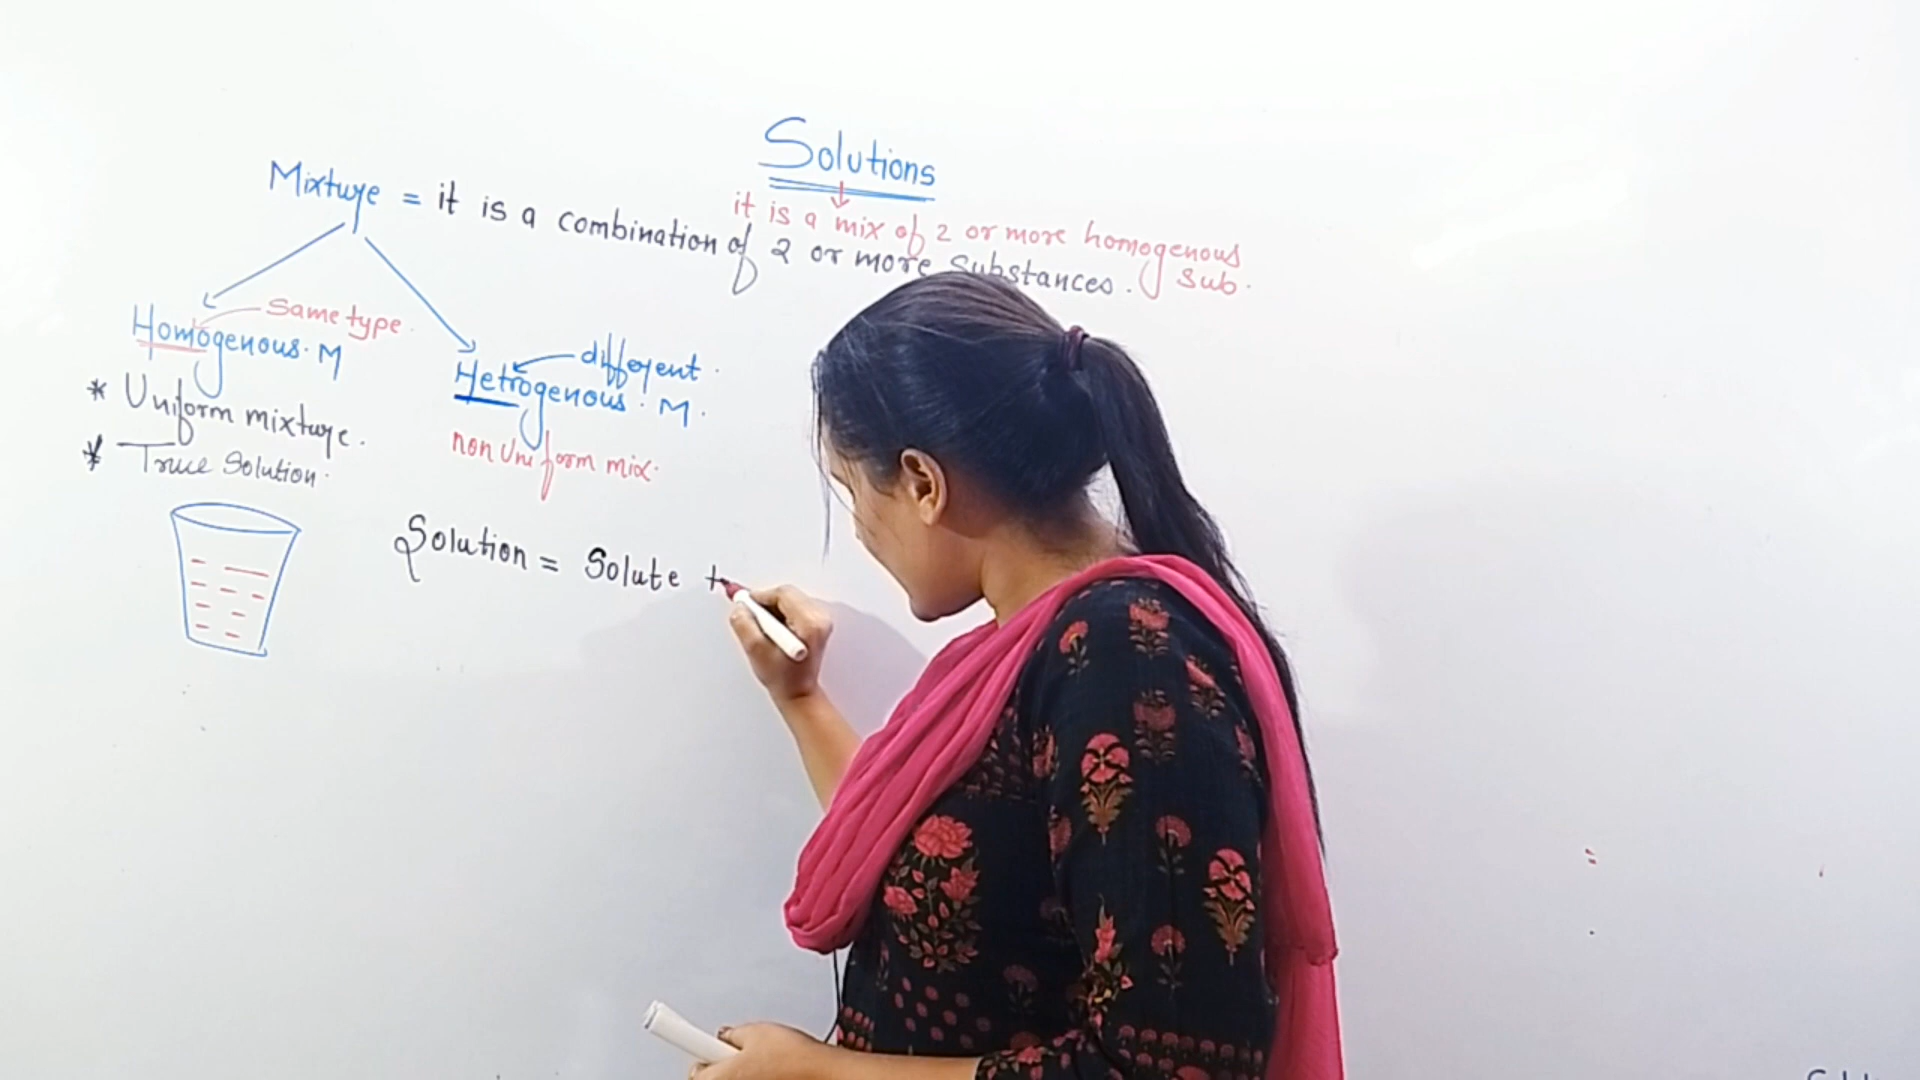 Solutions
Mixture = it is a combination of 2 or more substances.
it is a mix of 2 or more homogenous
sub.
Same type.
Homogenous. M
different.
Hetrogenous. M.
* Uniform mixture.
non uniform mix.
* True Solution.
Solution = Solute +